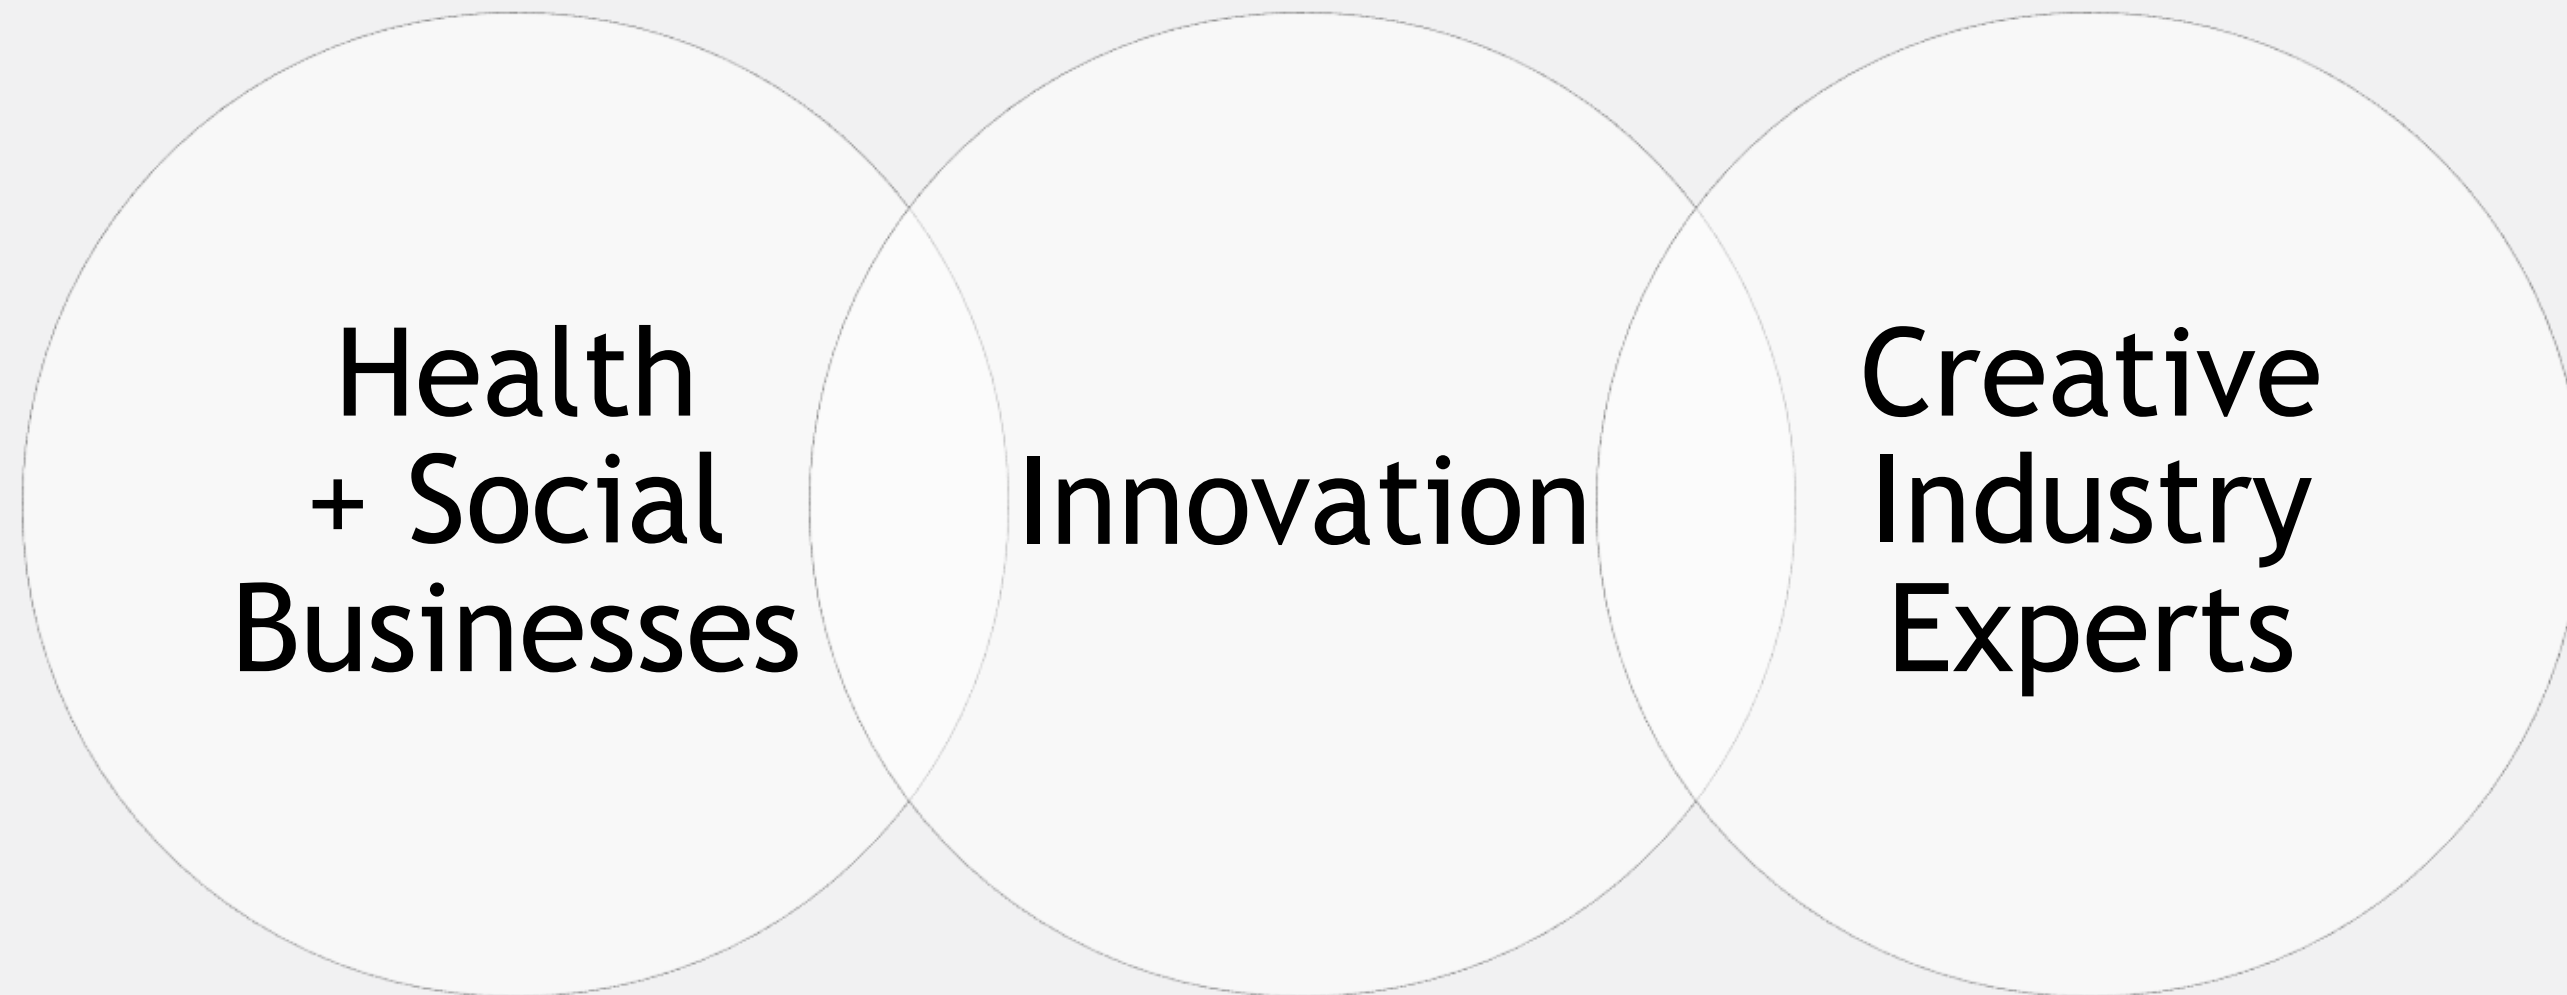 Health
+ Social
Businesses
Innovation
Creative
Industry
Experts